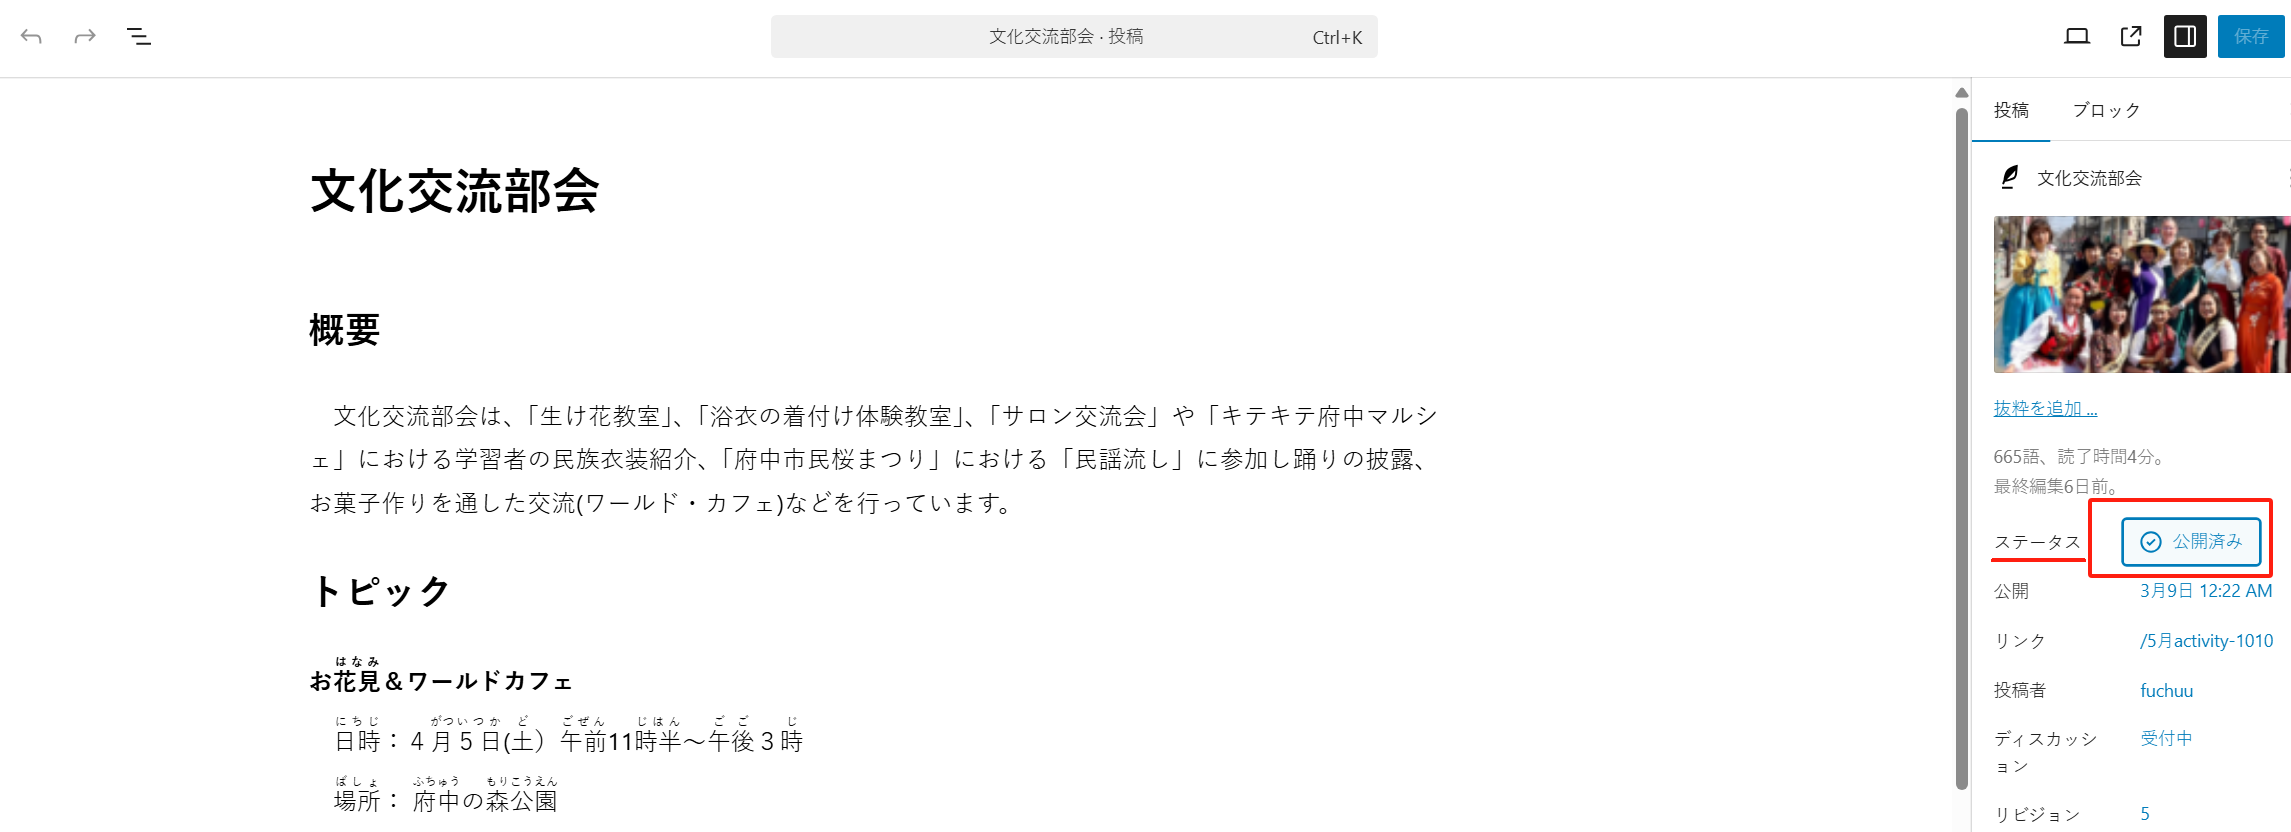 文化交流部会 · 投稿
Ctrl+K
保存
投稿
ブロック
文化交流部会
概要
文化交流部会は、「生け花教室」、「浴衣の着付け体験教室」、「サロン交流会」や「キテキテ府中マルシ
ェ」における学習者の民族衣装紹介、「府中市民桜まつり」における「民謡流し」に参加し踊りの披露、
お菓子作りを通した交流(ワールド・カフェ)などを行っています。
トピック
はなみ
お花見＆ワールドカフェ
にちじ がついつか ど ごぜん じはん ごご じ
日時：４月５日(土）午前11時半～午後３時
ばしょ ふちゅう もりこうえん
場所： 府中の森公園
文化交流部会
抜粋を追加 ...
665語、読了時間4分。
最終編集6日前。
ステータス
公開済み
公開
3月9日 12:22 AM
リンク
/5月activity-1010
投稿者
fuchuu
ディスカッシ
ョン
受付中
リビジョン
5